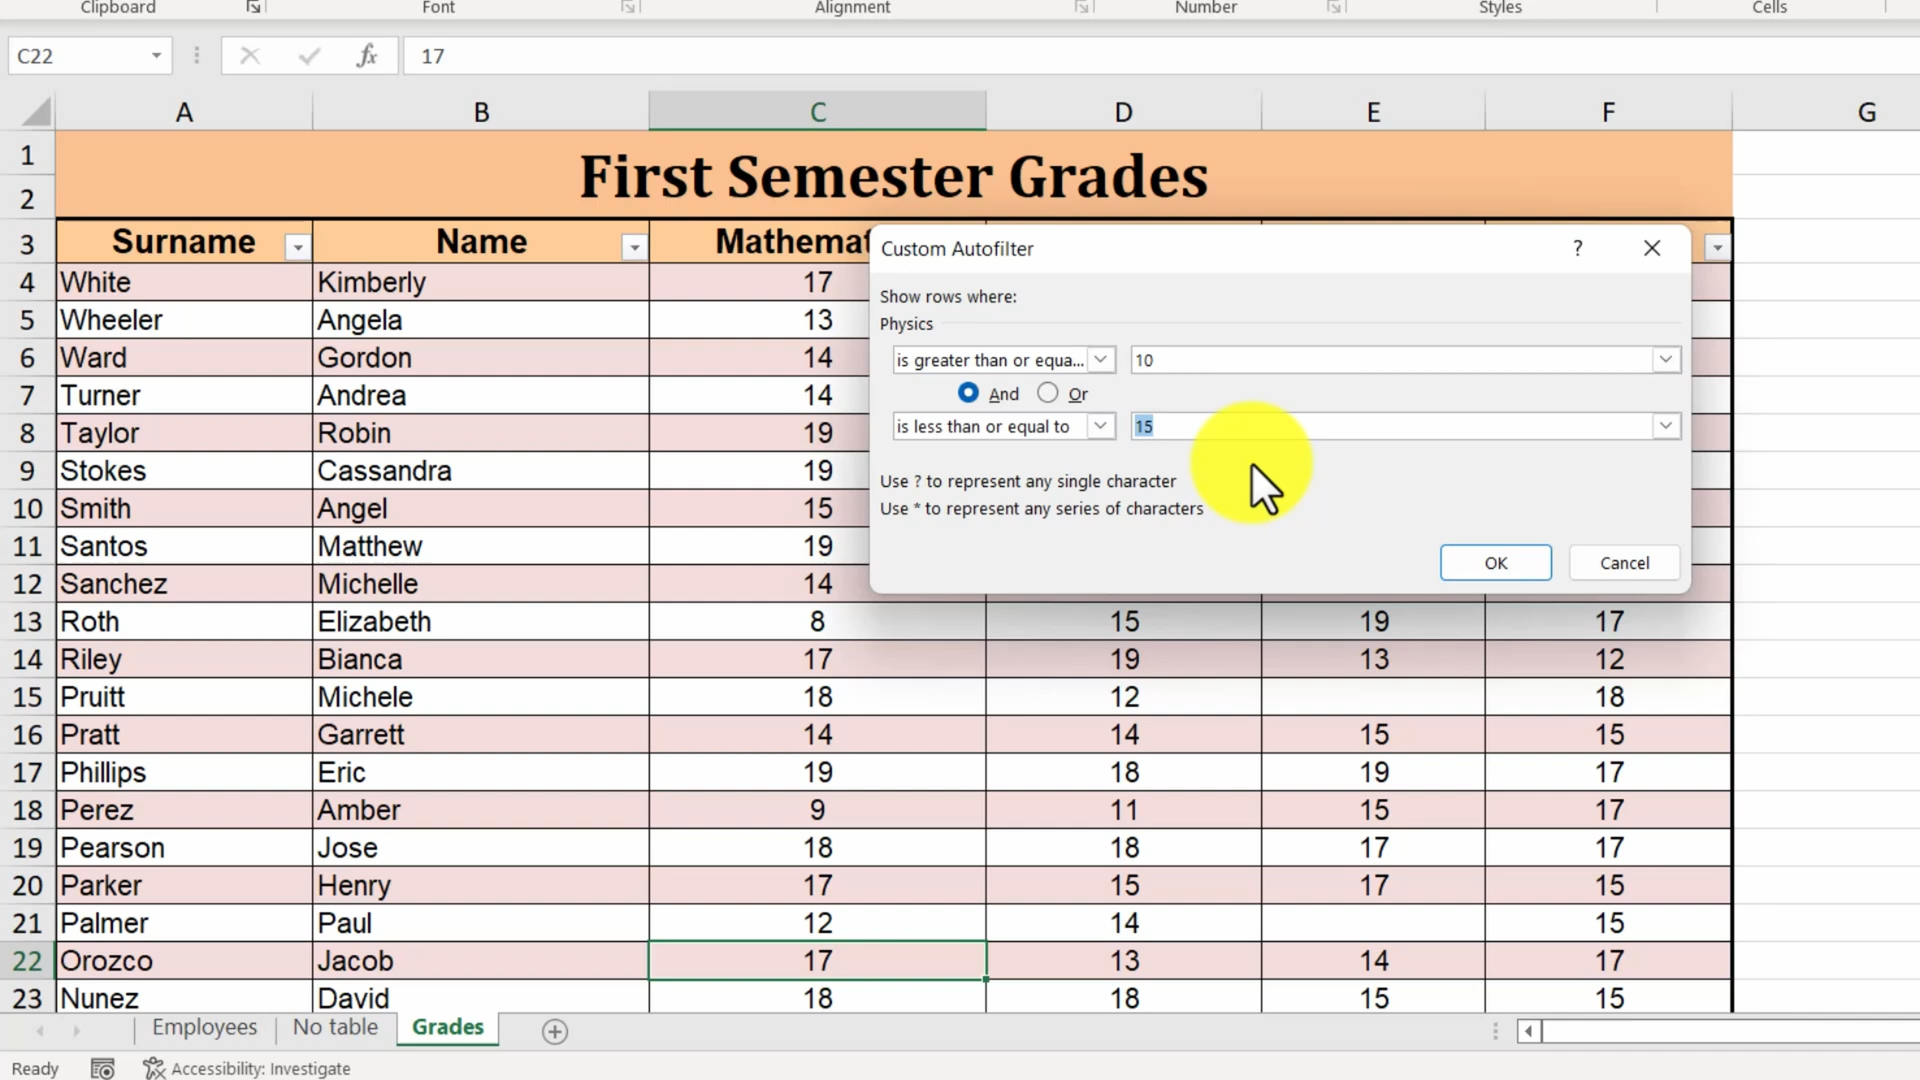 Clipboard Font Alignment Number Styles Cells
C22 fx 17
A B C D E F G
1 First Semester Grades
2
3 Surname Name Mathemat
Custom Autofilter ? 
Show rows where:
Physics
is greater than or equa... 10
And Or
is less than or equal to 15
Use ? to represent any single character
Use * to represent any series of characters
OK Cancel
4 White Kimberly 17
5 Wheeler Angela 13
6 Ward Gordon 14
7 Turner Andrea 14
8 Taylor Robin 19
9 Stokes Cassandra 19
10 Smith Angel 15
11 Santos Matthew 19
12 Sanchez Michelle 14
13 Roth Elizabeth 8 15 19 17
14 Riley Bianca 17 19 13 12
15 Pruitt Michele 18 12 18
16 Pratt Garrett 14 14 15 15
17 Phillips Eric 19 18 19 17
18 Perez Amber 9 11 15 17
19 Pearson Jose 18 18 17 17
20 Parker Henry 17 15 17 15
21 Palmer Paul 12 14 15
22 Orozco Jacob 17 13 14 17
23 Nunez David 18 18 15 15
Employees No table Grades
Ready Accessibility: Investigate